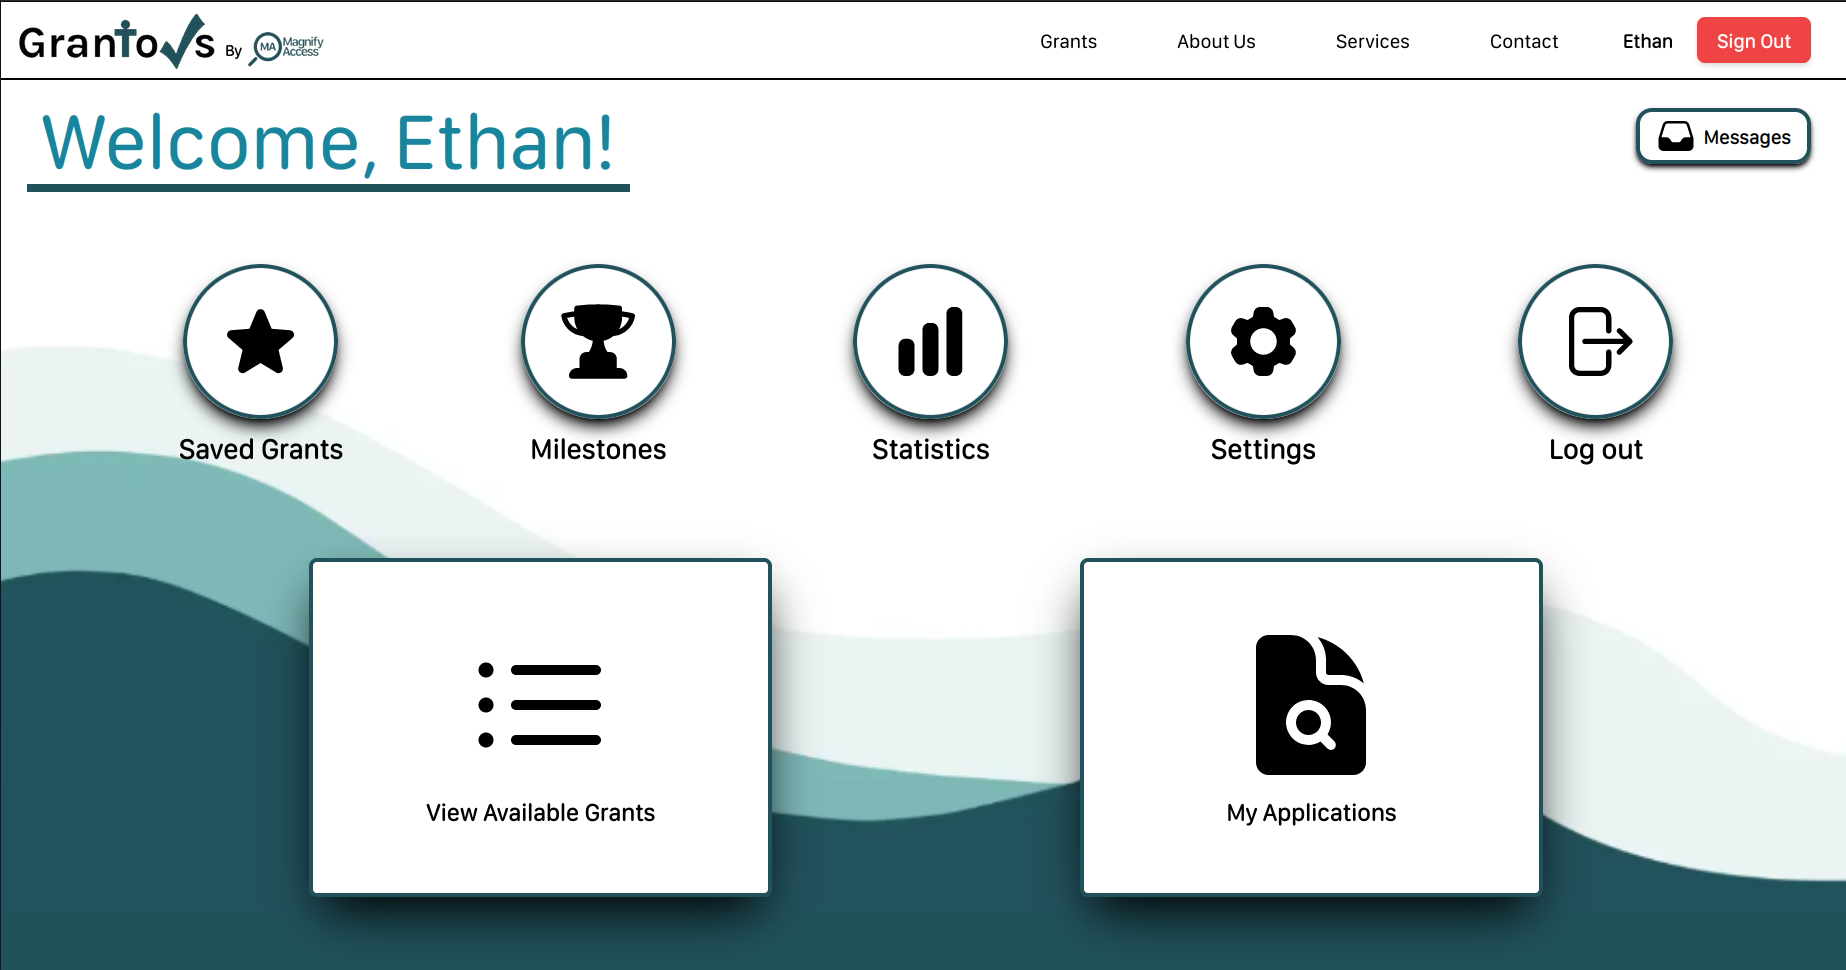 Grantovs By MA Magnify Access
Grants About Us Services Contact Ethan Sign Out
Welcome, Ethan!
Messages
Saved Grants Milestones Statistics Settings Log out
View Available Grants My Applications